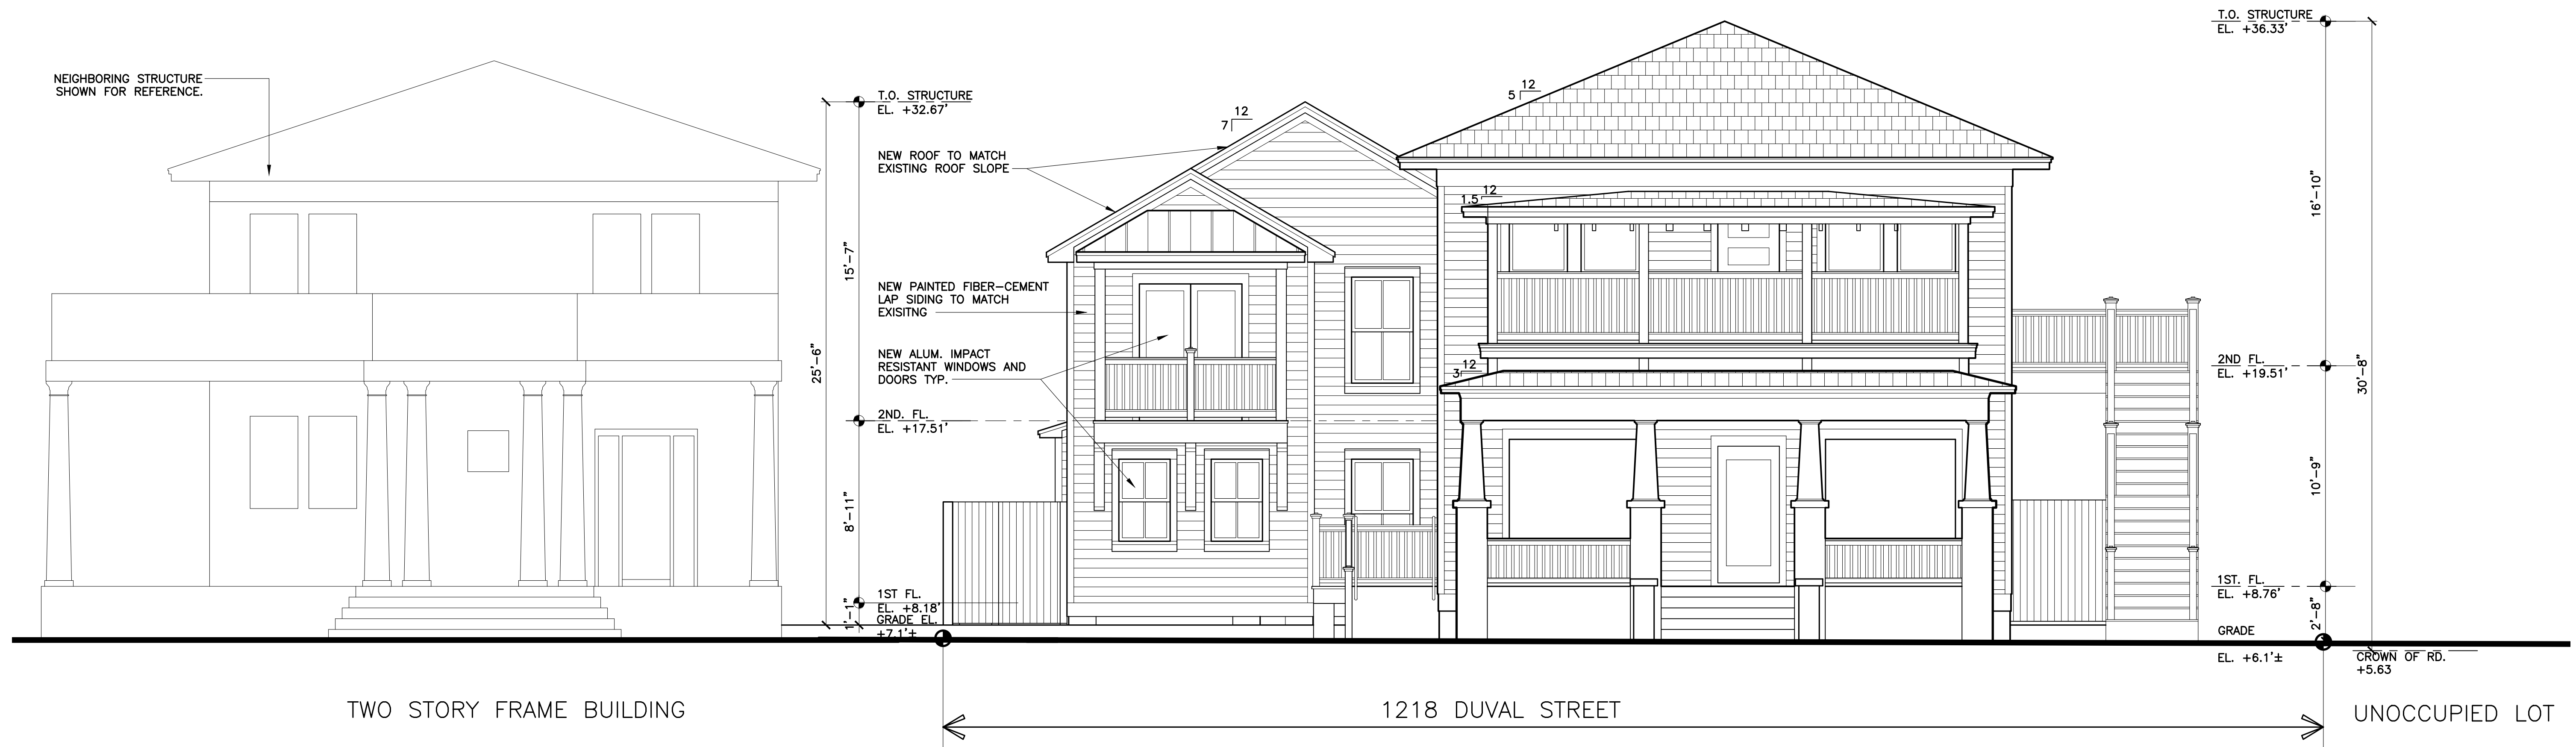 NEIGHBORING STRUCTURE
SHOWN FOR REFERENCE.
T.O. STRUCTURE
EL. +32.67'
12
7
NEW ROOF TO MATCH
EXISTING ROOF SLOPE
15'-7"
25'-6"
NEW PAINTED FIBER-CEMENT
LAP SIDING TO MATCH
EXISITNG
NEW ALUM. IMPACT
RESISTANT WINDOWS AND
DOORS TYP.
2ND. FL.
EL. +17.51'
8'-11"
1ST FL.
EL. +8.18'
GRADE EL.
+7.1'±
1'-1"
12
5
12
1.5
12
3
T.O. STRUCTURE
EL. +36.33'
16'-10"
30'-8"
2ND FL.
EL. +19.51'
10'-9"
1ST. FL.
EL. +8.76'
2'-8"
GRADE
EL. +6.1'±
CROWN OF RD.
+5.63
TWO STORY FRAME BUILDING
1218 DUVAL STREET
UNOCCUPIED LOT